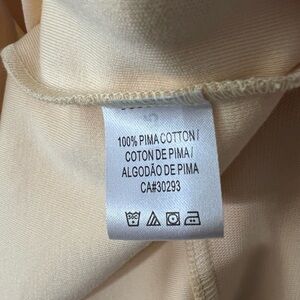 100% PIMA COTTON /
COTON DE PIMA /
ALGODÃO DE PIMA
CA#30293